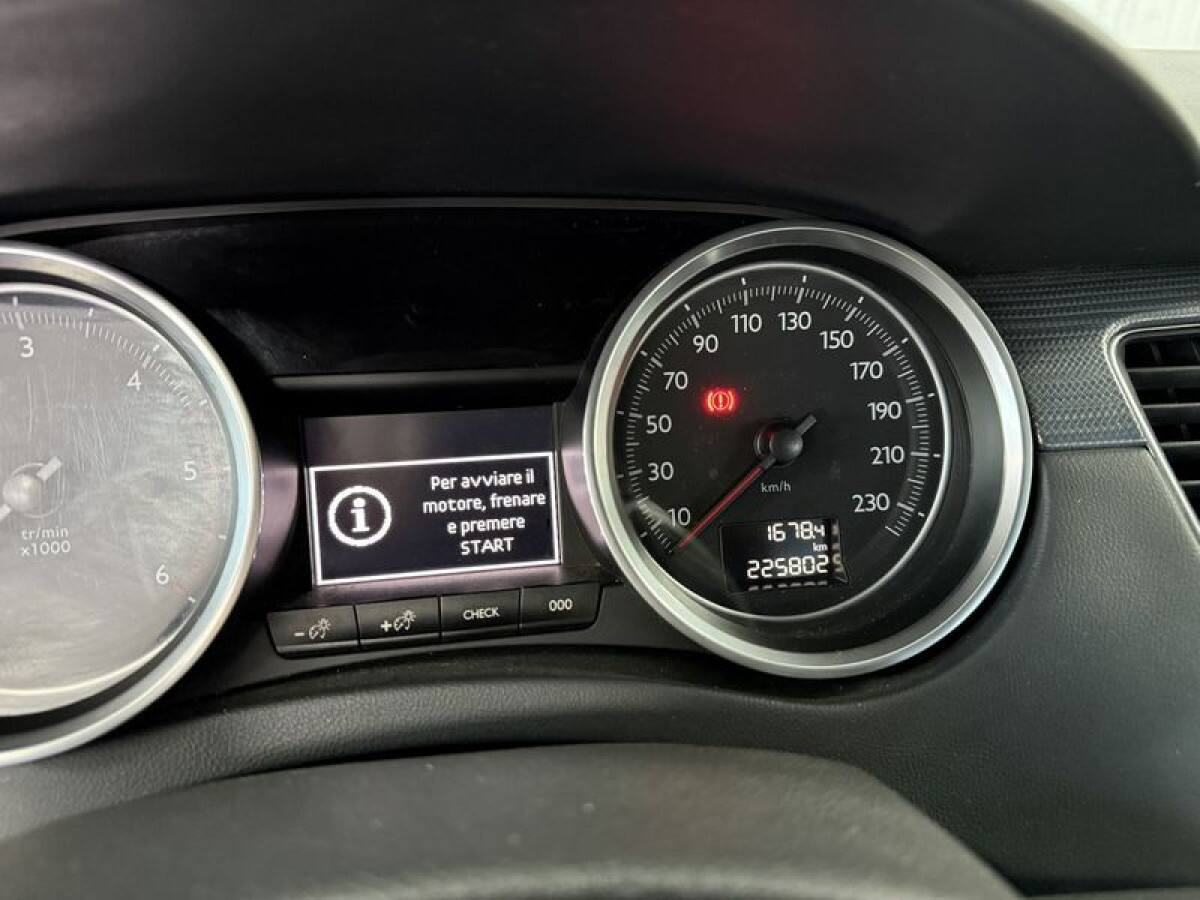 3
4
5
6
tr/min
x1000
Per avviare il
motore, frenare
e premere
START
-
+
CHECK
000
10
30
50
70
90
110
130
150
170
190
210
230
km/h
1678.4
km
225802